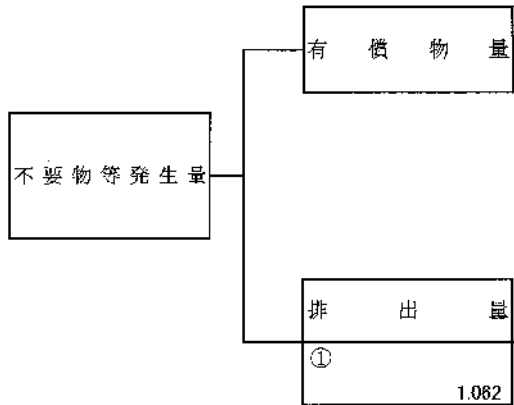 有償物量
不要物等発生量
排出量
①
1.062